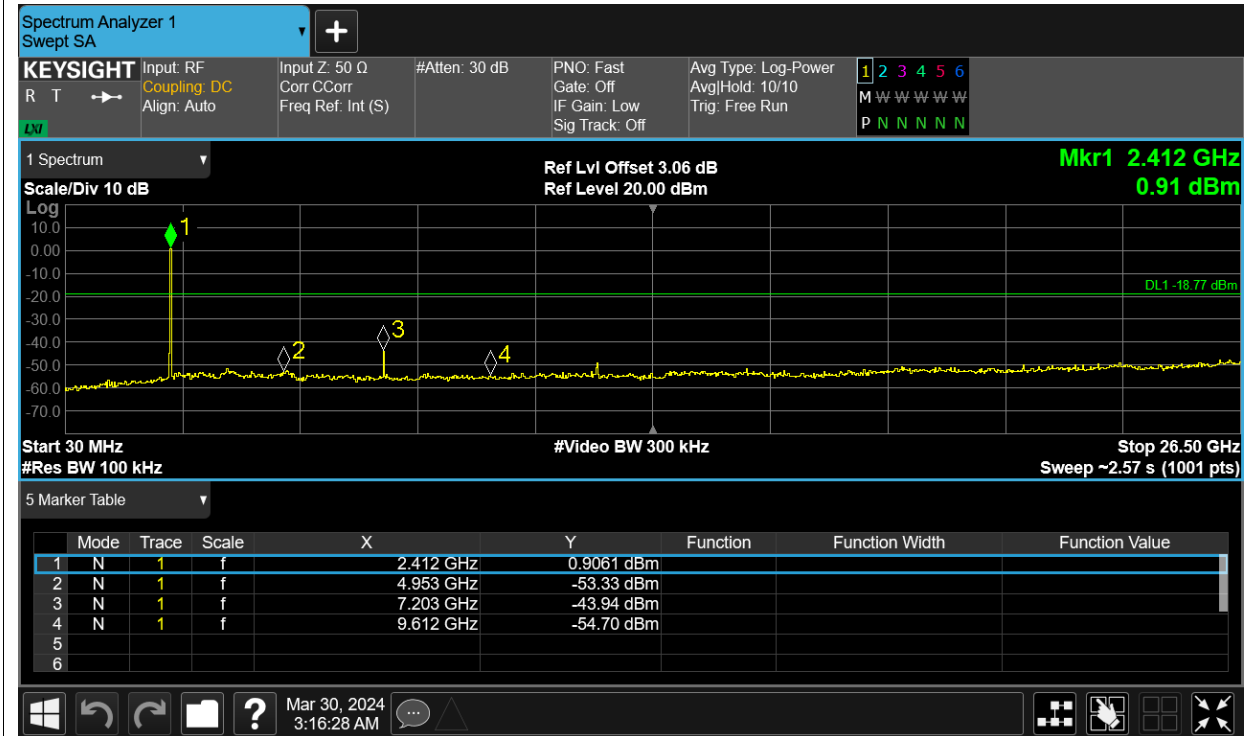 Spectrum Analyzer 1
Swept SA
KEYSIGHT
R T
LXI
Input: RF
Coupling: DC
Align: Auto
Input Z: 50 Ω
Corr CCorr
Freq Ref: Int (S)
#Atten: 30 dB
PNO: Fast
Gate: Off
IF Gain: Low
Sig Track: Off
Avg Type: Log-Power
Avg|Hold: 10/10
Trig: Free Run
1 2 3 4 5 6
M W W W W W
P N N N N N
1 Spectrum
Scale/Div 10 dB
Ref Lvl Offset 3.06 dB
Ref Level 20.00 dBm
Mkr1 2.412 GHz
0.91 dBm
Log
10.0
0.00
-10.0
-20.0
-30.0
-40.0
-50.0
-60.0
-70.0
1
2
3
4
DL1 -18.77 dBm
Start 30 MHz
#Res BW 100 kHz
#Video BW 300 kHz
Stop 26.50 GHz
Sweep ~2.57 s (1001 pts)
5 Marker Table
Mode Trace Scale X Y Function Function Width Function Value
1 N 1 f 2.412 GHz 0.9061 dBm
2 N 1 f 4.953 GHz -53.33 dBm
3 N 1 f 7.203 GHz -43.94 dBm
4 N 1 f 9.612 GHz -54.70 dBm
5
6
?
Mar 30, 2024
3:16:28 AM